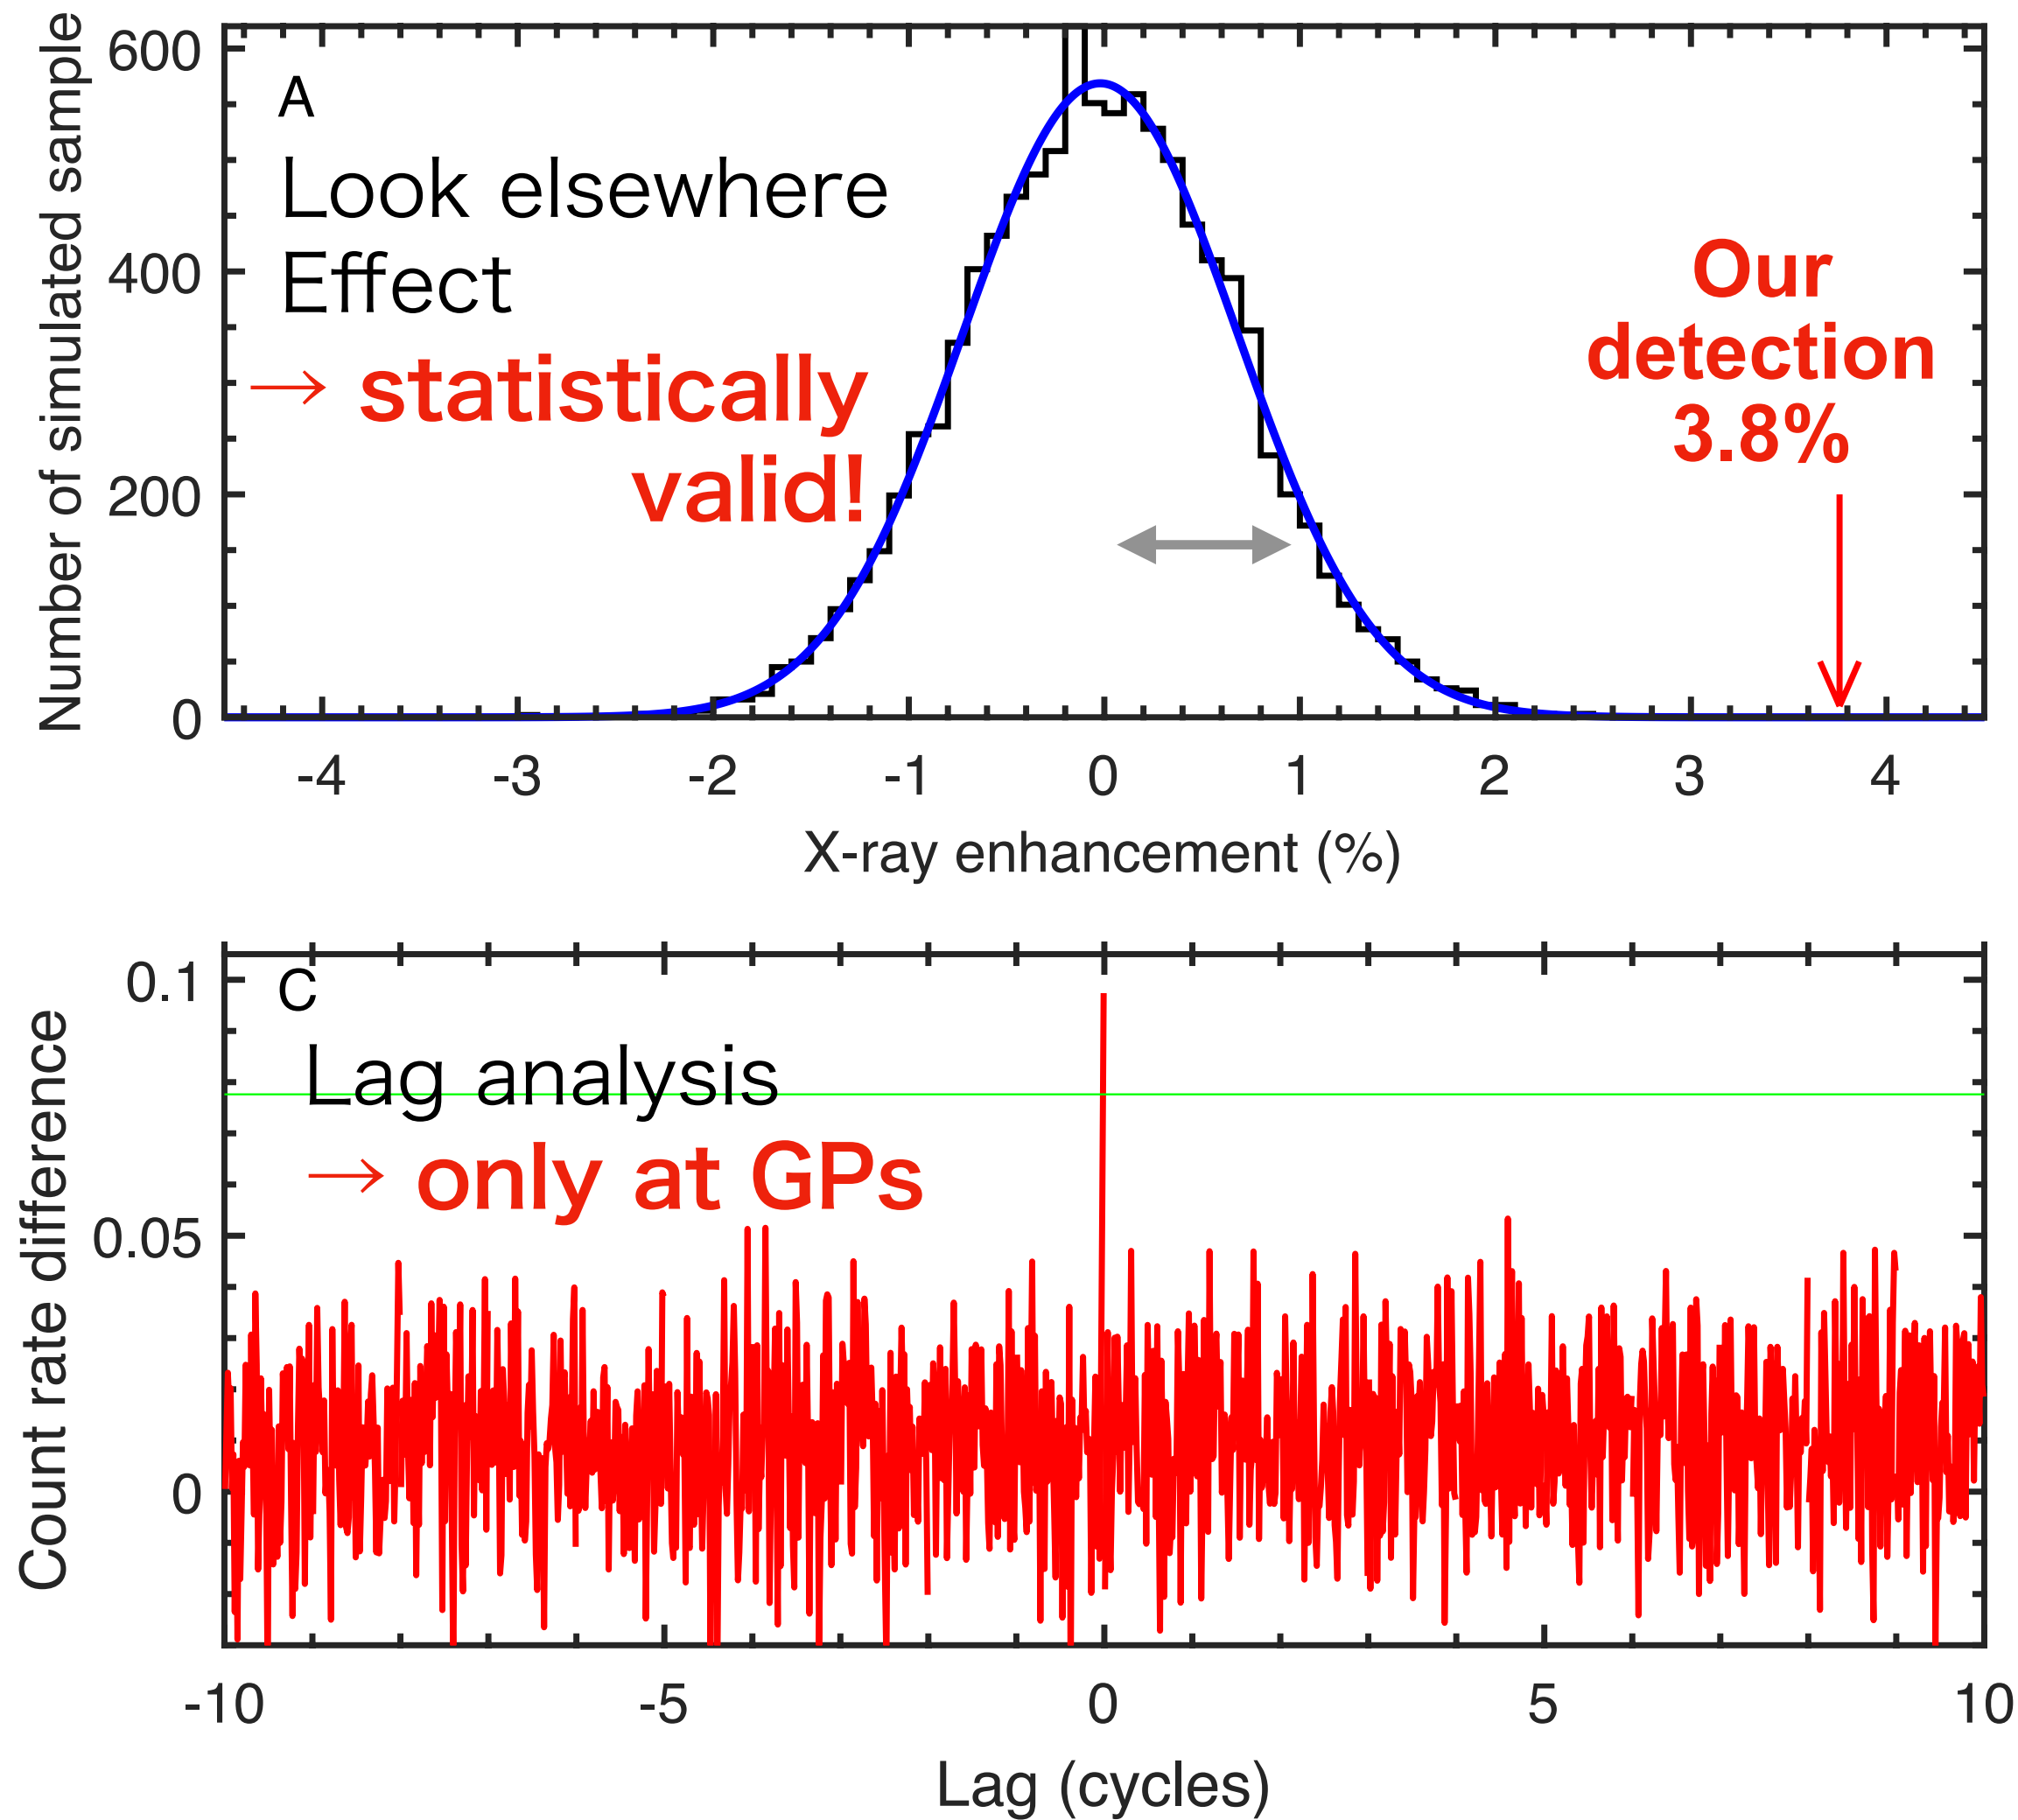 600
400
200
0
Number of simulated sample
A
Look elsewhere
Effect
→ statistically
valid!
Our
detection
3.8%
-4 -3 -2 -1 0 1 2 3 4
X-ray enhancement (%)
0.1
0.05
0
Count rate difference
C
Lag analysis
→ only at GPs
-10 -5 0 5 10
Lag (cycles)